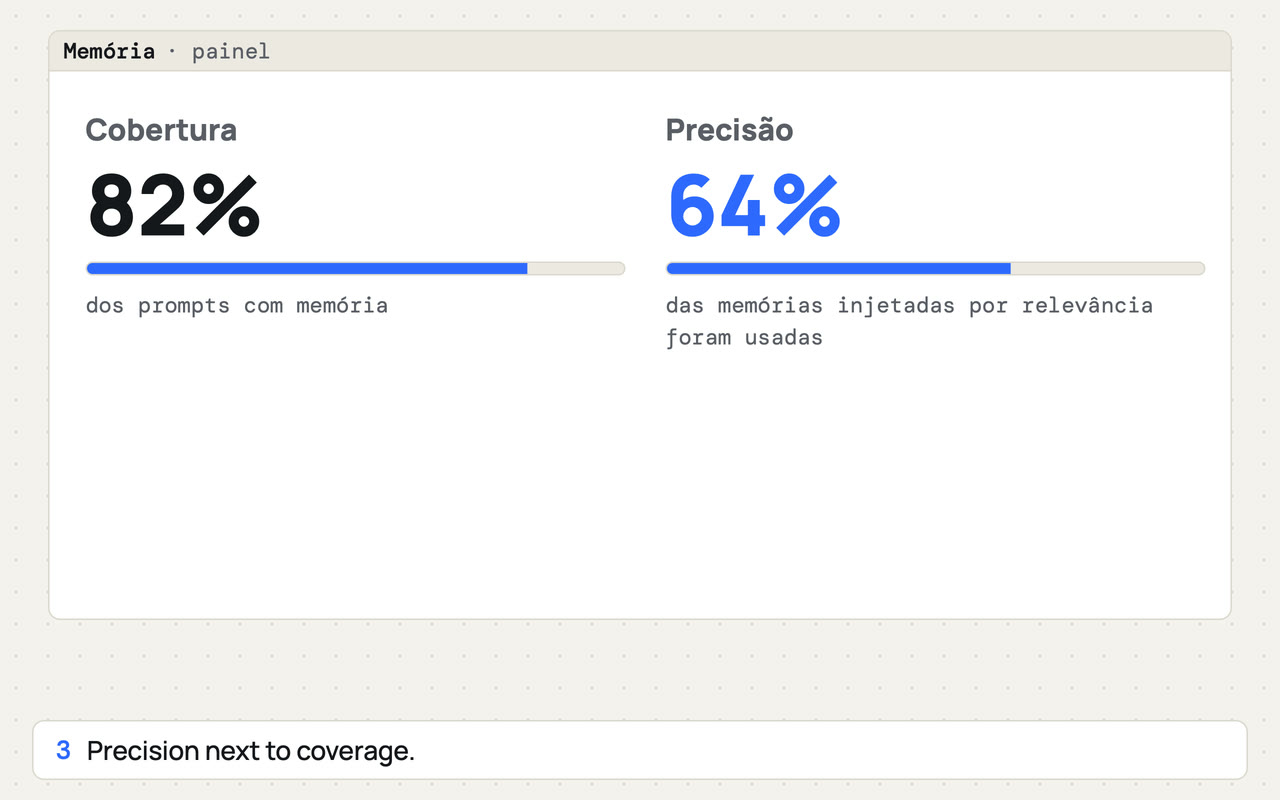 Memória · painel
Cobertura
82%
dos prompts com memória
Precisão
64%
das memórias injetadas por relevância
foram usadas
3 Precision next to coverage.